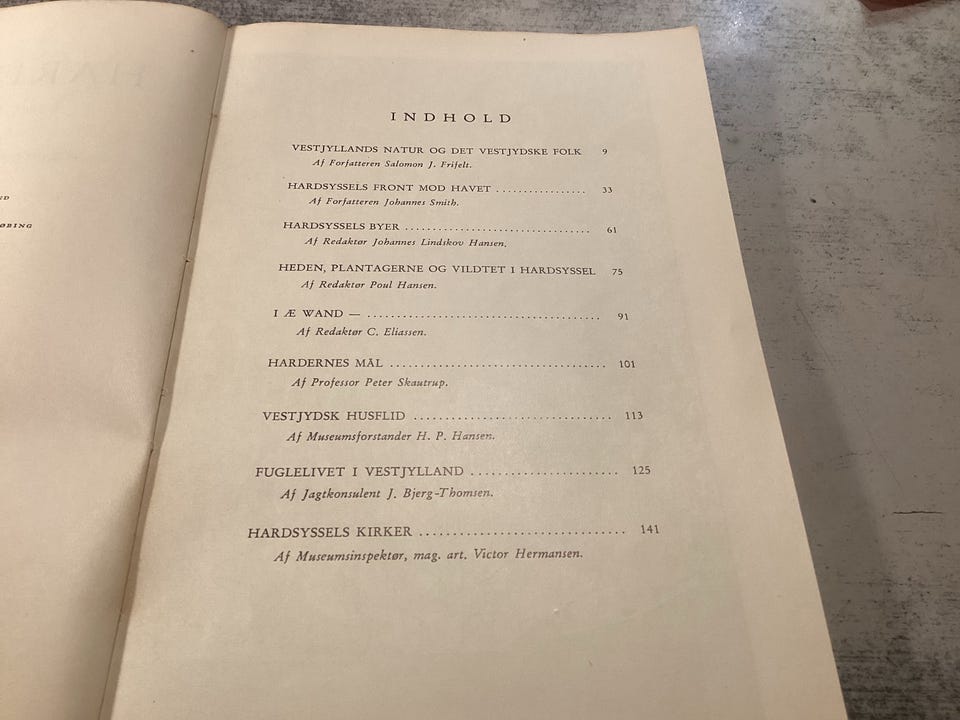 INDHOLD
VESTJYLLANDS NATUR OG DET VESTJYDSKE FOLK 9
Af Forfatteren Salomon J. Frifelt.
HARDSYSSELS FRONT MOD HAVET ................ 33
Af Forfatteren Johannes Smith.
HARDSYSSELS BYER ................................. 61
Af Redaktør Johannes Lindskov Hansen.
HEDEN, PLANTAGERNE OG VILDTET I HARDSYSSEL 75
Af Redaktør Poul Hansen.
I Æ WAND — ......................................... 91
Af Redaktør C. Eliassen.
HARDERNES MÅL ..................................... 101
Af Professor Peter Skautrup.
VESTJYDSK HUSFLID ................................ 113
Af Museumsforstander H. P. Hansen.
FUGLELIVET I VESTJYLLAND ...................... 125
Af Jagtkonsulent J. Bjerg-Thomsen.
HARDSYSSELS KIRKER ............................. 141
Af Museumsinspektør, mag. art. Victor Hermansen.